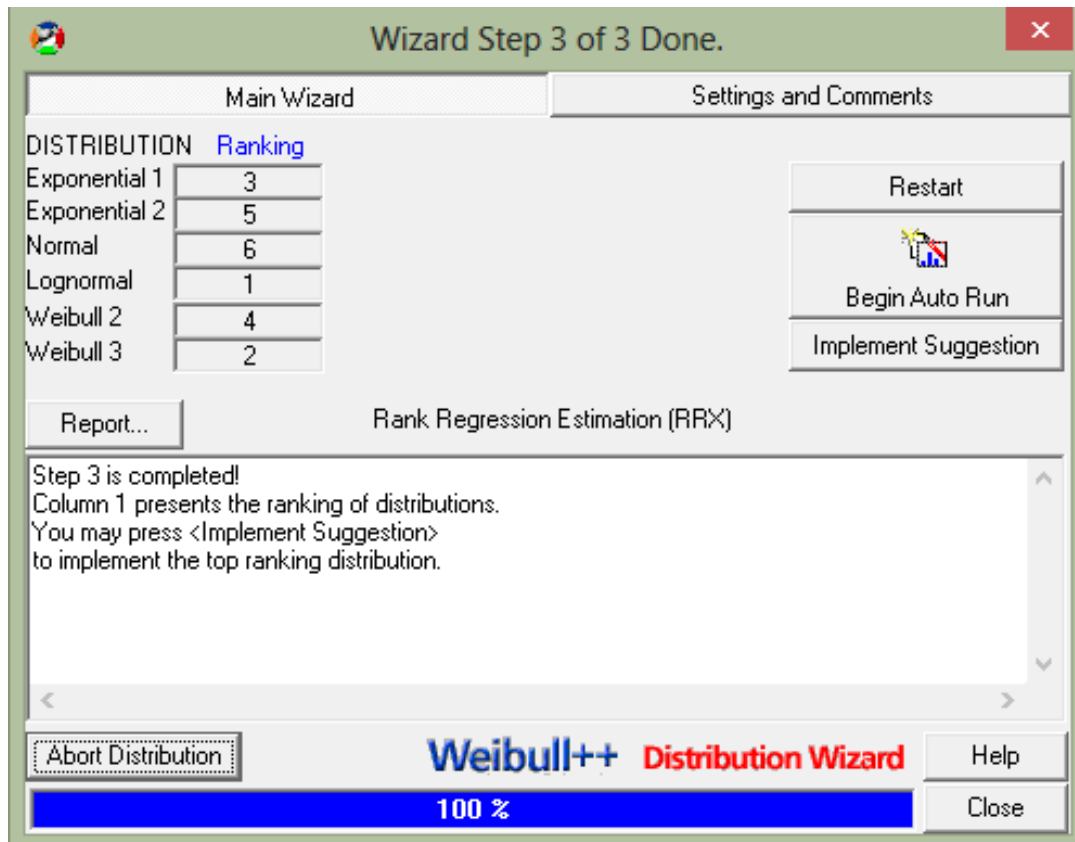 Wizard Step 3 of 3 Done.
Main Wizard
Settings and Comments
DISTRIBUTION Ranking
Exponential 1 3
Exponential 2 5
Normal 6
Lognormal 1
Weibull 2 4
Weibull 3 2
Restart
Begin Auto Run
Implement Suggestion
Report...
Rank Regression Estimation (RRX)
Step 3 is completed!
Column 1 presents the ranking of distributions.
You may press <Implement Suggestion>
to implement the top ranking distribution.
Abort Distribution
Weibull++ Distribution Wizard
Help
100 %
Close